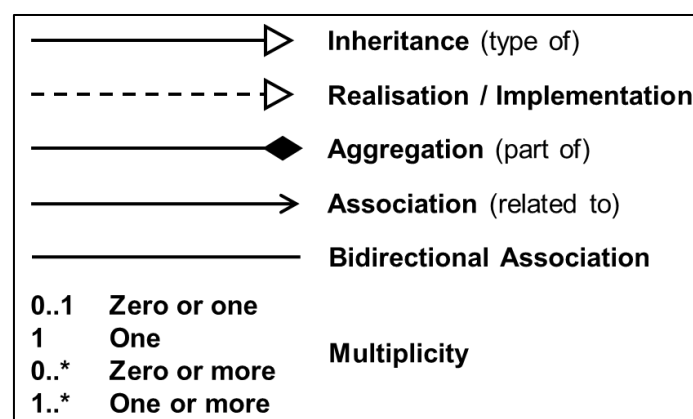 Inheritance (type of)
Realisation / Implementation
Aggregation (part of)
Association (related to)
Bidirectional Association
0..1 Zero or one
1 One
0..* Zero or more
1..* One or more
Multiplicity